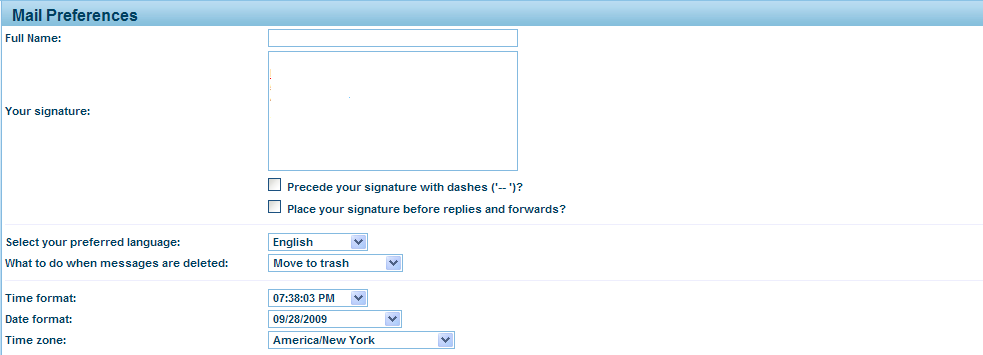 Mail Preferences
Full Name:
Your signature:
Precede your signature with dashes ('-- ')?
Place your signature before replies and forwards?
Select your preferred language: English
What to do when messages are deleted: Move to trash
Time format: 07:38:03 PM
Date format: 09/28/2009
Time zone: America/New York